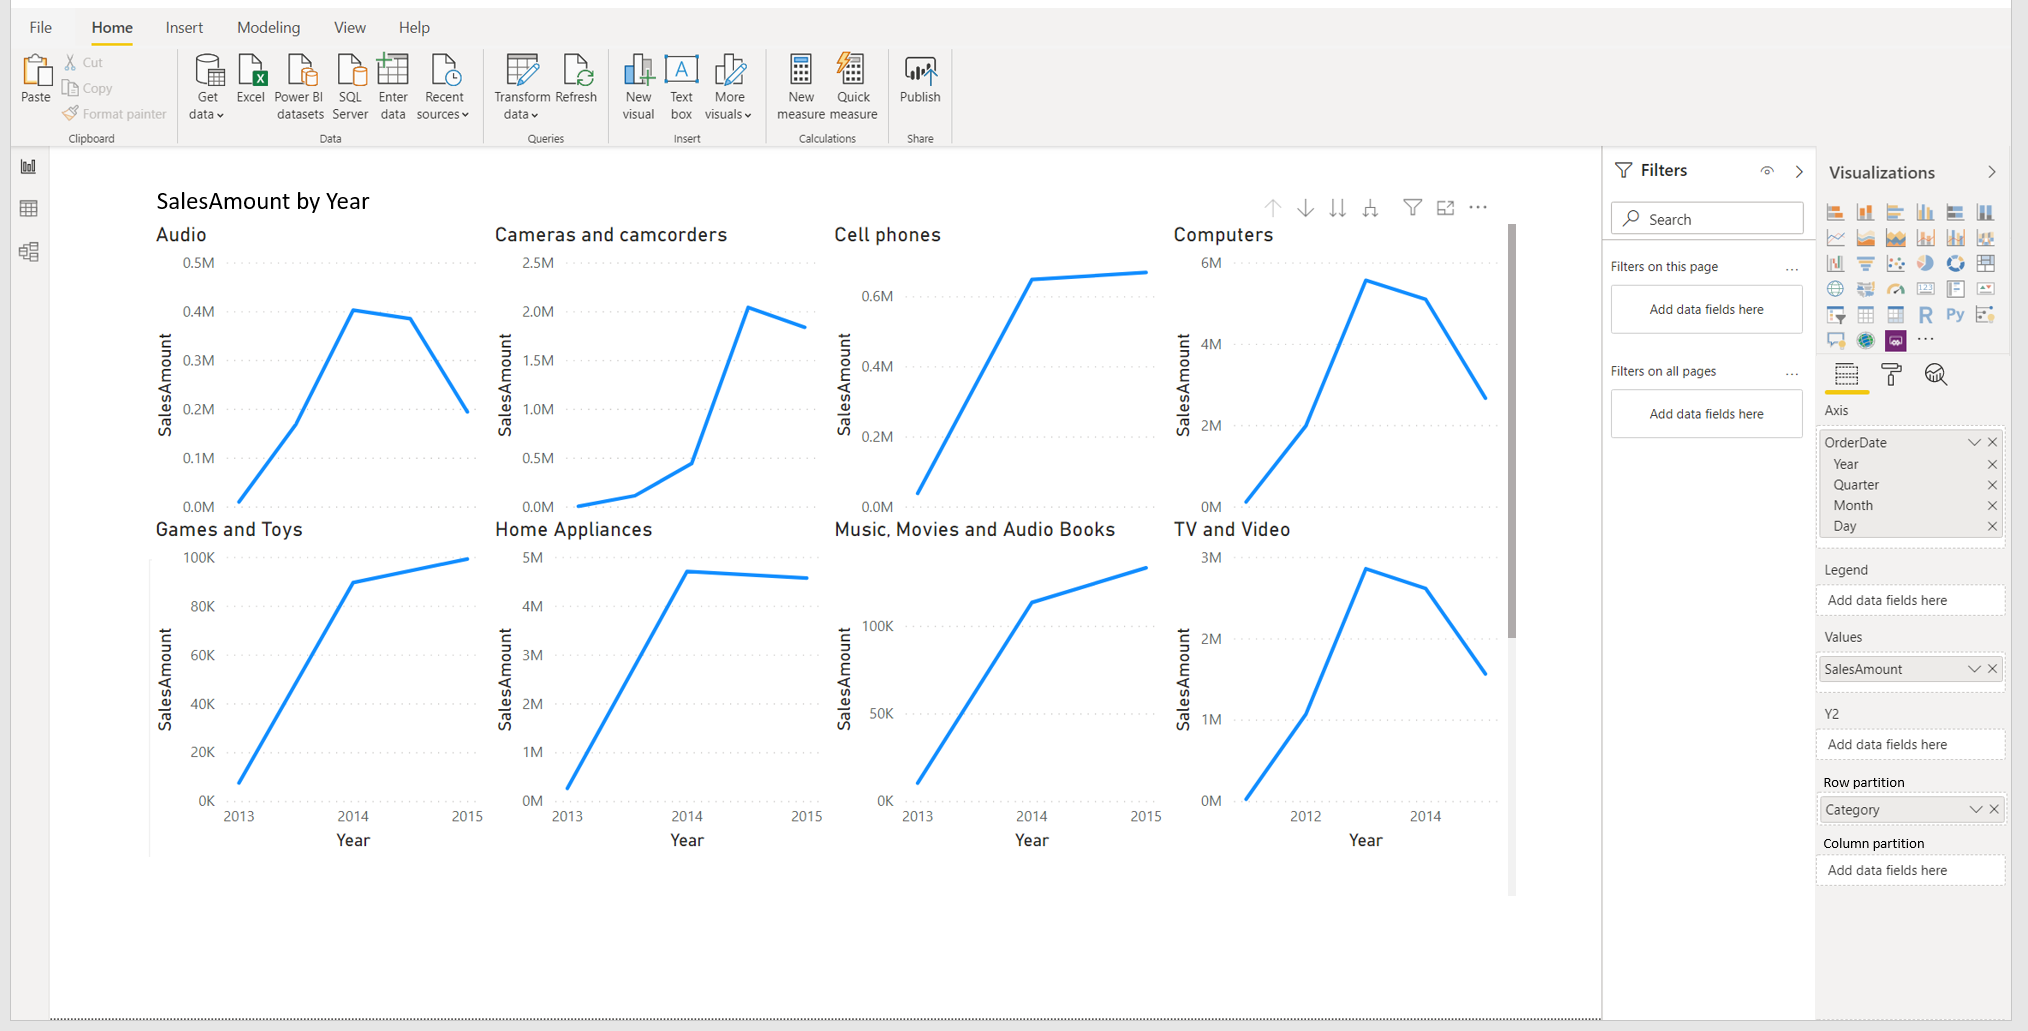 File Home Insert Modeling View Help
Paste
Cut
Copy
Format painter
Clipboard
Get data
Excel
Power BI datasets
SQL Server
Enter data
Recent sources
Data
Transform data
Refresh
Queries
New visual
Text box
More visuals
Insert
New measure
Quick measure
Calculations
Publish
Share
SalesAmount by Year
Audio
0.5M
0.4M
0.3M
0.2M
0.1M
0.0M
SalesAmount
Cameras and camcorders
2.5M
2.0M
1.5M
1.0M
0.5M
0.0M
SalesAmount
Cell phones
0.6M
0.4M
0.2M
0.0M
SalesAmount
Computers
6M
4M
2M
0M
SalesAmount
Games and Toys
100K
80K
60K
40K
20K
0K
SalesAmount
2013 2014 2015
Year
Home Appliances
5M
4M
3M
2M
1M
0M
SalesAmount
2013 2014 2015
Year
Music, Movies and Audio Books
100K
50K
0K
SalesAmount
2013 2014 2015
Year
TV and Video
3M
2M
1M
0M
SalesAmount
2012 2014
Year
Filters
Search
Filters on this page
Add data fields here
Filters on all pages
Add data fields here
Visualizations
123
R
Py
Axis
OrderDate
Year
Quarter
Month
Day
Legend
Add data fields here
Values
SalesAmount
Y2
Add data fields here
Row partition
Category
Column partition
Add data fields here